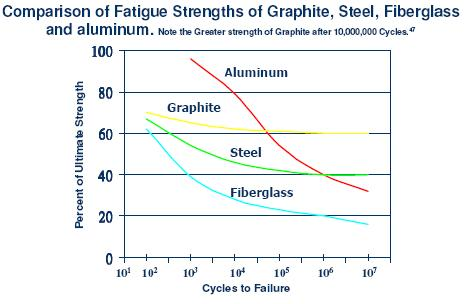 Comparison of Fatigue Strengths of Graphite, Steel, Fiberglass
and aluminum. Note the Greater strength of Graphite after 10,000,000 Cycles.47
Percent of Ultimate Strength
100
80
60
40
20
0
Aluminum
Graphite
Steel
Fiberglass
10¹ 10² 10³ 10⁴ 10⁵ 10⁶ 10⁷
Cycles to Failure